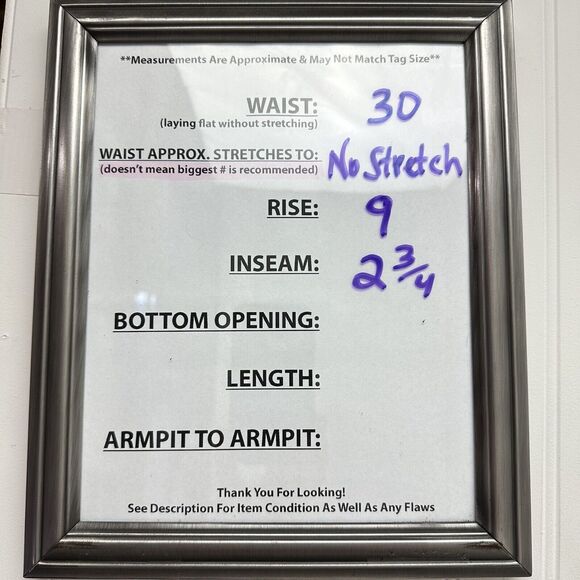 **Measurements Are Approximate & May Not Match Tag Size**
WAIST: 30
(laying flat without stretching)
WAIST APPROX. STRETCHES TO: No Stretch
(doesn't mean biggest # is recommended)
RISE: 9
INSEAM: 2 3/4
BOTTOM OPENING:
LENGTH:
ARMPIT TO ARMPIT:
Thank You For Looking!
See Description For Item Condition As Well As Any Flaws